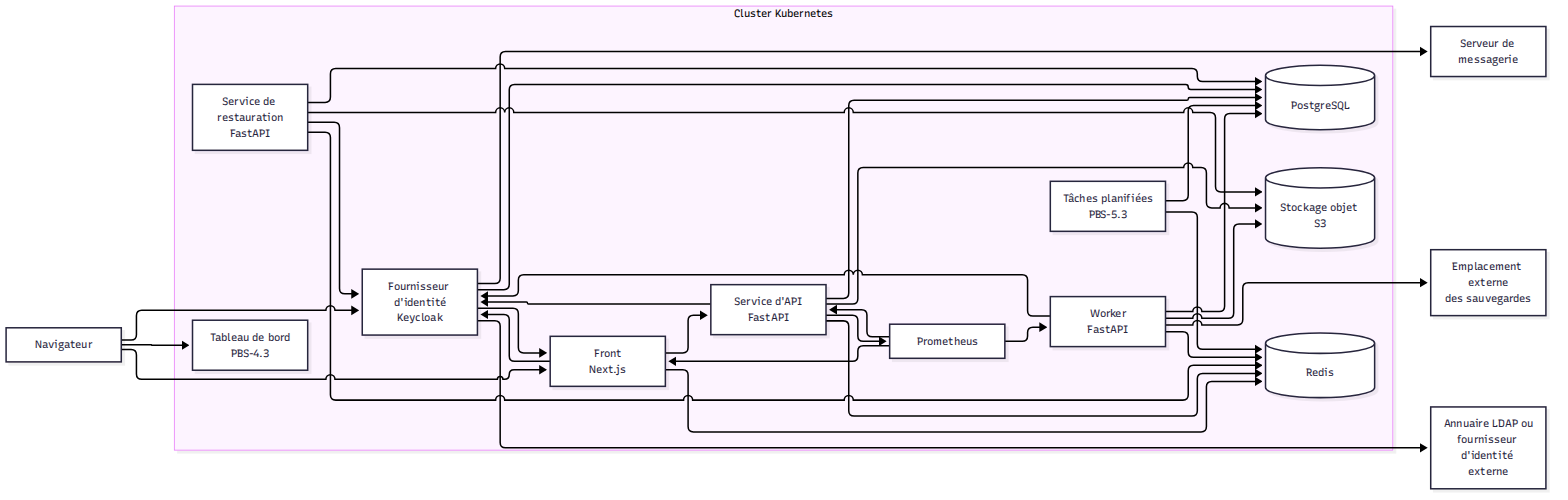 Cluster Kubernetes
Serveur de
messagerie
Service de
restauration
FastAPI
PostgreSQL
Tâches planifiées
PBS-5.3
Stockage objet
S3
Emplacement
externe
des sauvegardes
Fournisseur
d'identité
Keycloak
Service d'API
FastAPI
Worker
FastAPI
Navigateur
Tableau de bord
PBS-4.3
Front
Next.js
Prometheus
Redis
Annuaire LDAP ou
fournisseur
d'identité
externe